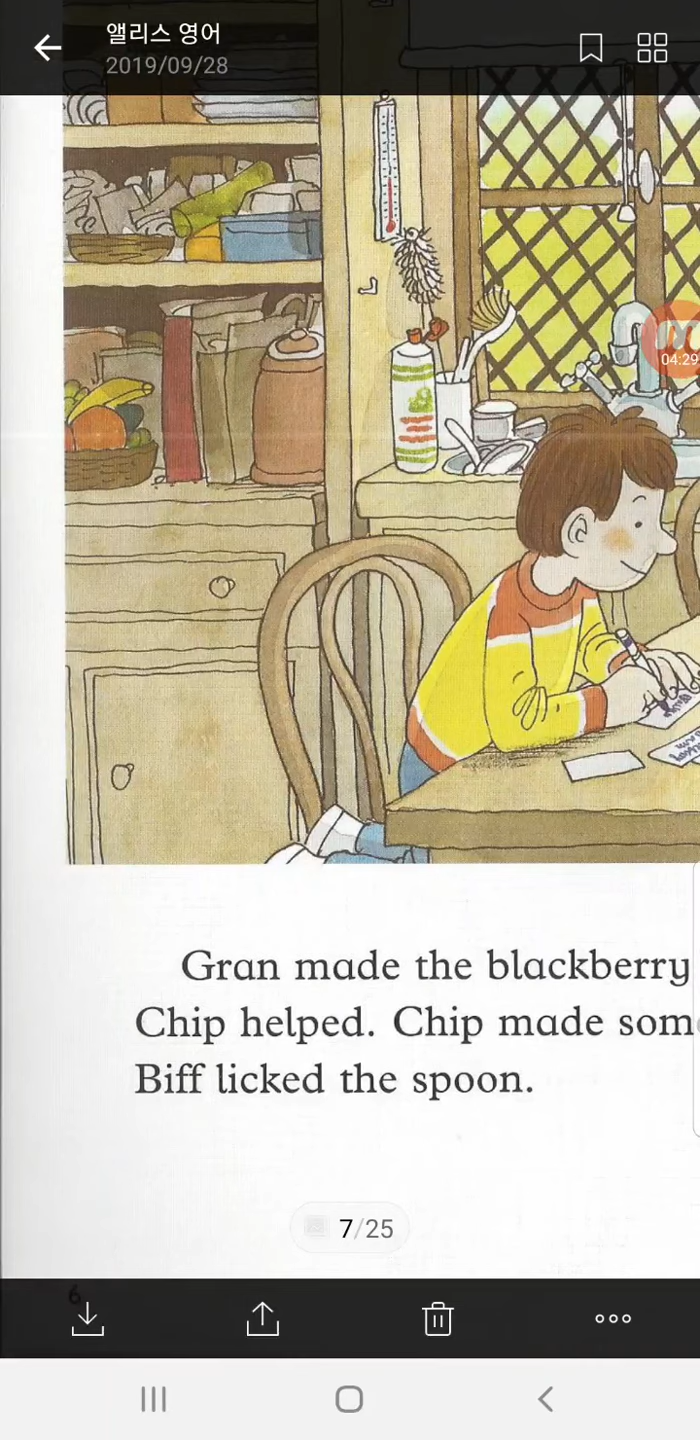 앨리스 영어
2019/09/28
04:29
Gran made the blackberry
Chip helped. Chip made som
Biff licked the spoon.
7/25
6